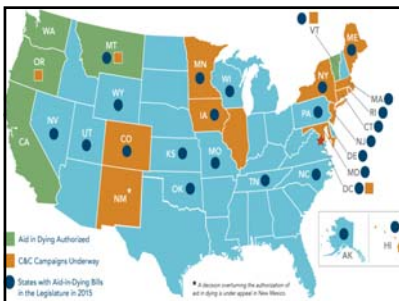 WA
VT
ME
MT
OR
MN
NY
WI
WY
MA
RI
IA
PA
CT
NV
NJ
UT
CO
DE
CA
KS
MO
MD
DC
NM*
OK
TN
NC
AK
HI
Aid in Dying Authorized
C&C Campaigns Underway
States with Aid-in-Dying Bills
in the Legislature in 2015
* A decision overturning the authorization of
aid in dying is under appeal in New Mexico.